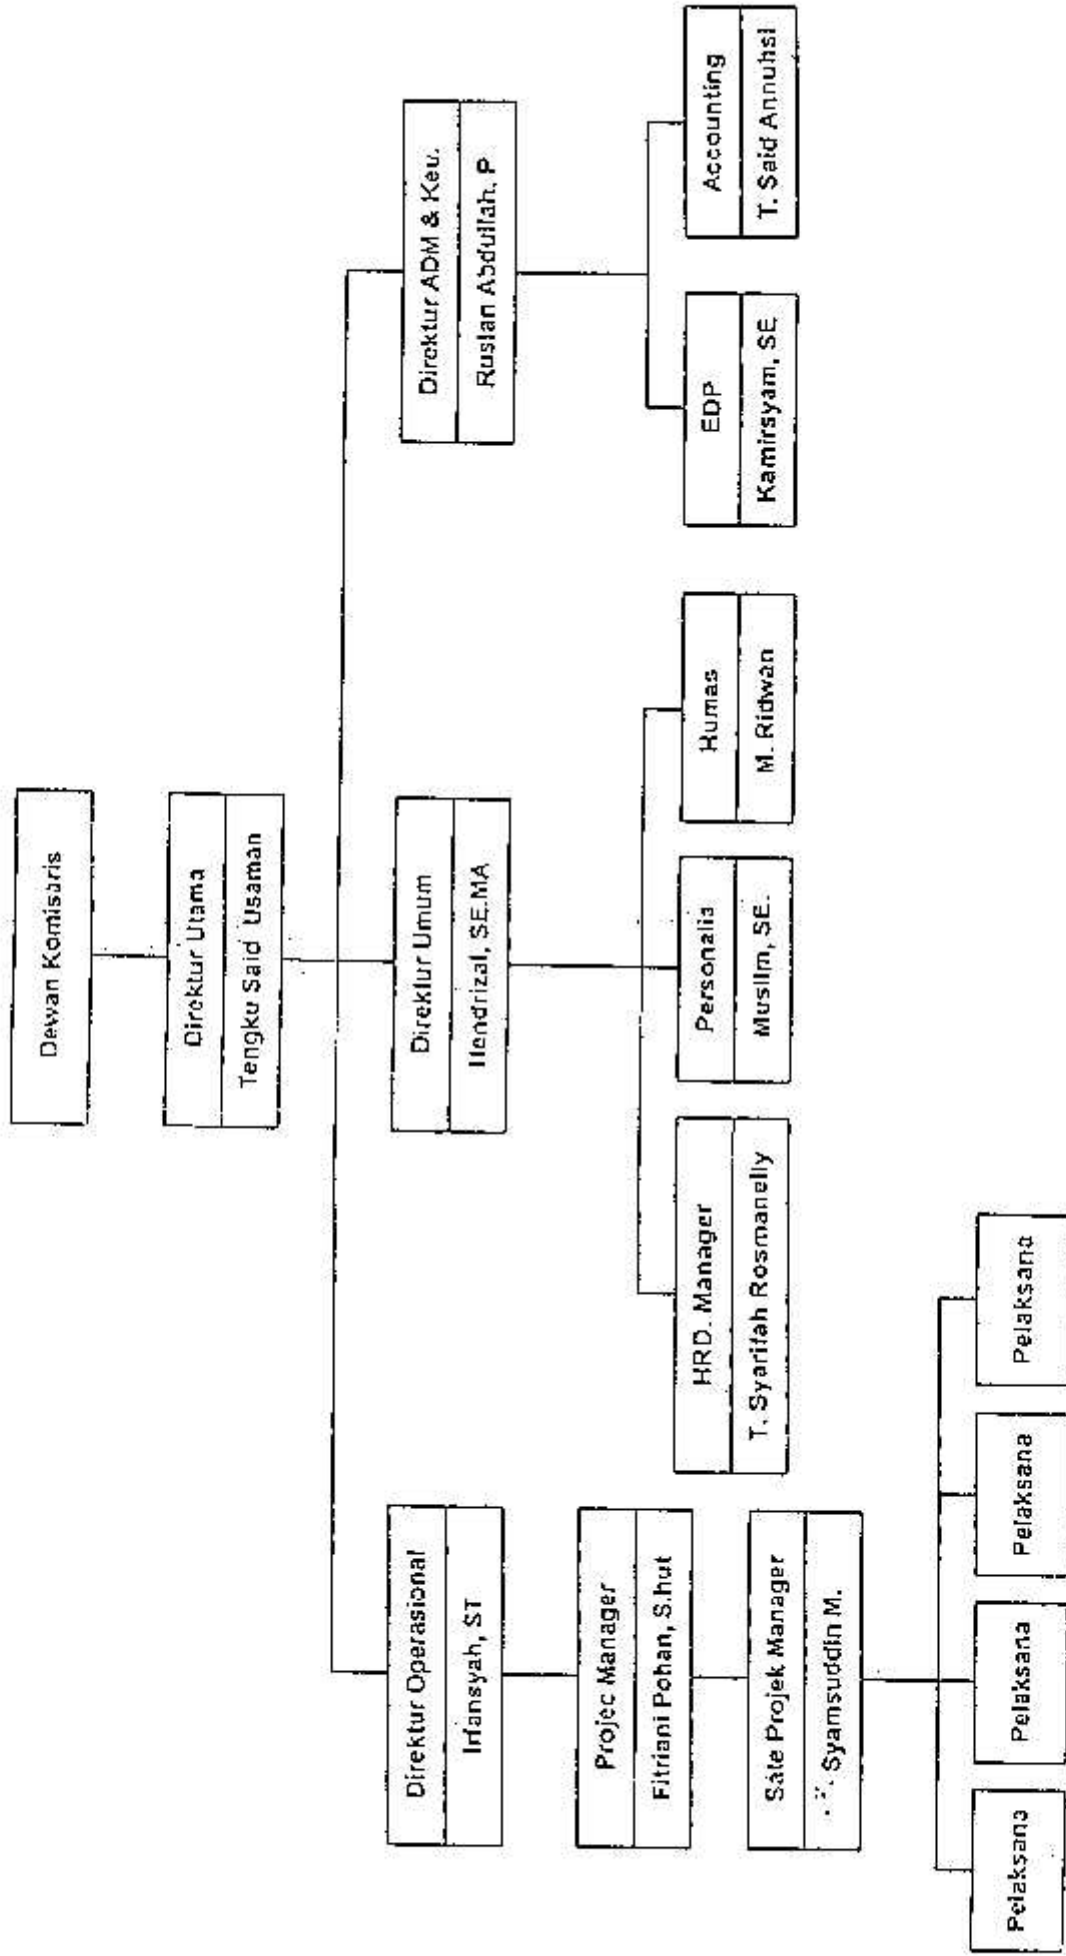 Dewan Komisaris
Direktur Utama
Tengku Said Usaman
Direktur Operasional
Irfansyah, ST
Direktur Umum
Hendrizal, SE.MA
Direktur ADM & Keu.
Ruslan Abdullah, P
Projec Manager
Fitriani Pohan, S.hut
Sate Projek Manager
Syamsuddin M.
HRD. Manager
T. Syarifah Rosmanelly
Personalia
Muslim, SE.
Humas
M. Ridwan
EDP
Kamirsyam, SE
Accounting
T. Said Annuhsi
Pelaksana
Pelaksana
Pelaksana
Pelaksana